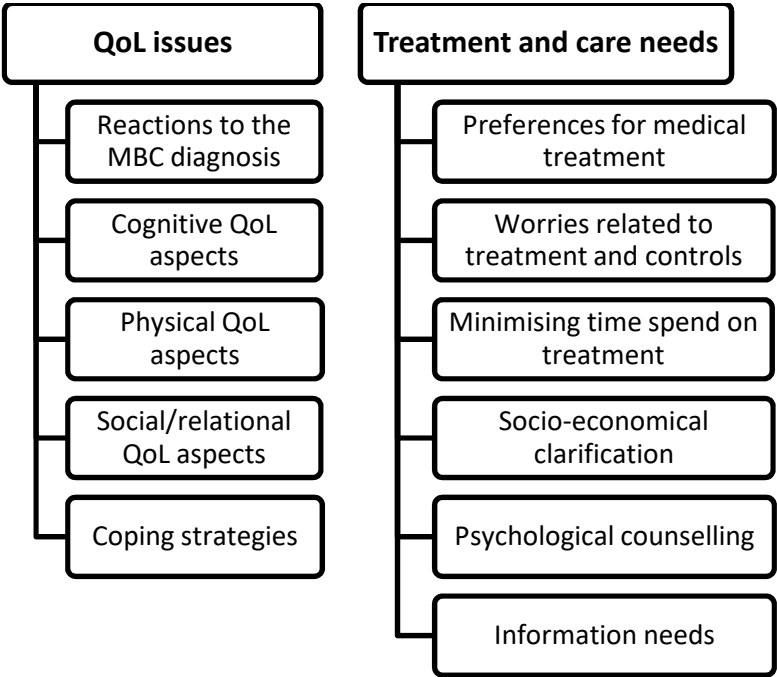 QoL issues
Reactions to the
MBC diagnosis
Cognitive QoL
aspects
Physical QoL
aspects
Social/relational
QoL aspects
Coping strategies
Treatment and care needs
Preferences for medical
treatment
Worries related to
treatment and controls
Minimising time spend on
treatment
Socio-economical
clarification
Psychological counselling
Information needs